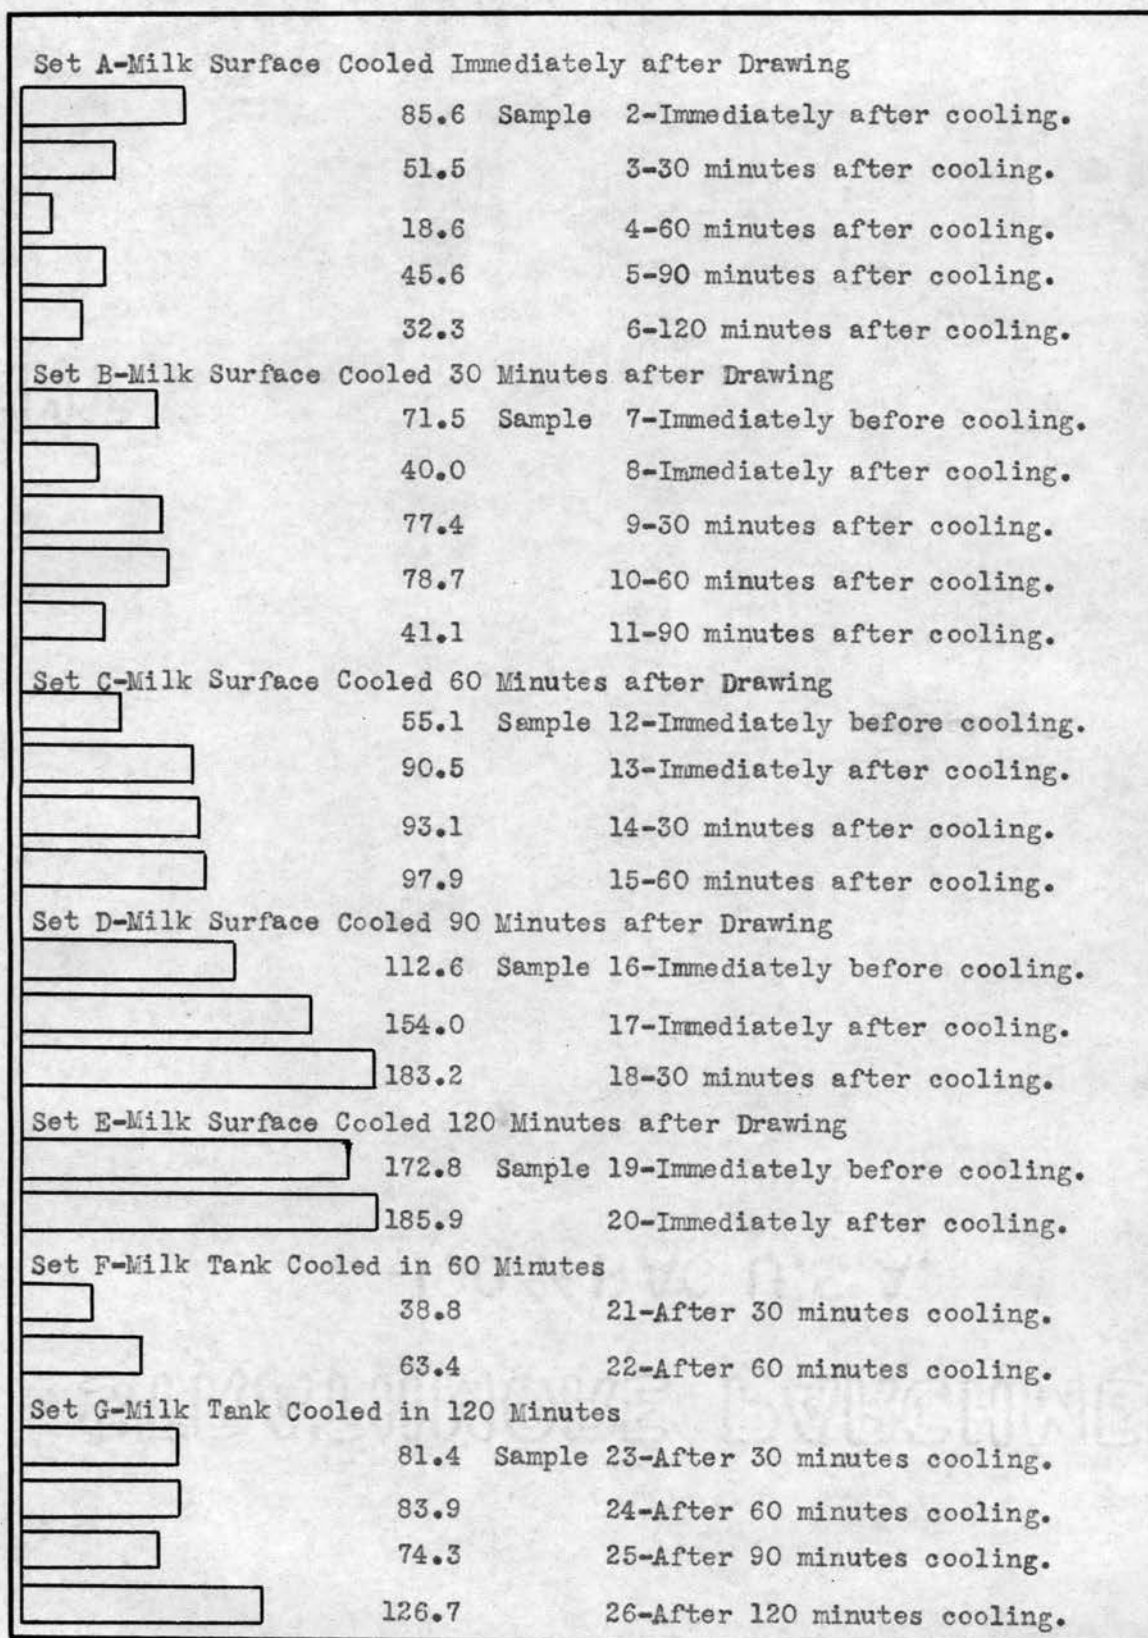 Set A-Milk Surface Cooled Immediately after Drawing
85.6 Sample 2-Immediately after cooling.
51.5 3-30 minutes after cooling.
18.6 4-60 minutes after cooling.
45.6 5-90 minutes after cooling.
32.3 6-120 minutes after cooling.
Set B-Milk Surface Cooled 30 Minutes after Drawing
71.5 Sample 7-Immediately before cooling.
40.0 8-Immediately after cooling.
77.4 9-30 minutes after cooling.
78.7 10-60 minutes after cooling.
41.1 11-90 minutes after cooling.
Set C-Milk Surface Cooled 60 Minutes after Drawing
55.1 Sample 12-Immediately before cooling.
90.5 13-Immediately after cooling.
93.1 14-30 minutes after cooling.
97.9 15-60 minutes after cooling.
Set D-Milk Surface Cooled 90 Minutes after Drawing
112.6 Sample 16-Immediately before cooling.
154.0 17-Immediately after cooling.
183.2 18-30 minutes after cooling.
Set E-Milk Surface Cooled 120 Minutes after Drawing
172.8 Sample 19-Immediately before cooling.
185.9 20-Immediately after cooling.
Set F-Milk Tank Cooled in 60 Minutes
38.8 21-After 30 minutes cooling.
63.4 22-After 60 minutes cooling.
Set G-Milk Tank Cooled in 120 Minutes
81.4 Sample 23-After 30 minutes cooling.
83.9 24-After 60 minutes cooling.
74.3 25-After 90 minutes cooling.
126.7 26-After 120 minutes cooling.